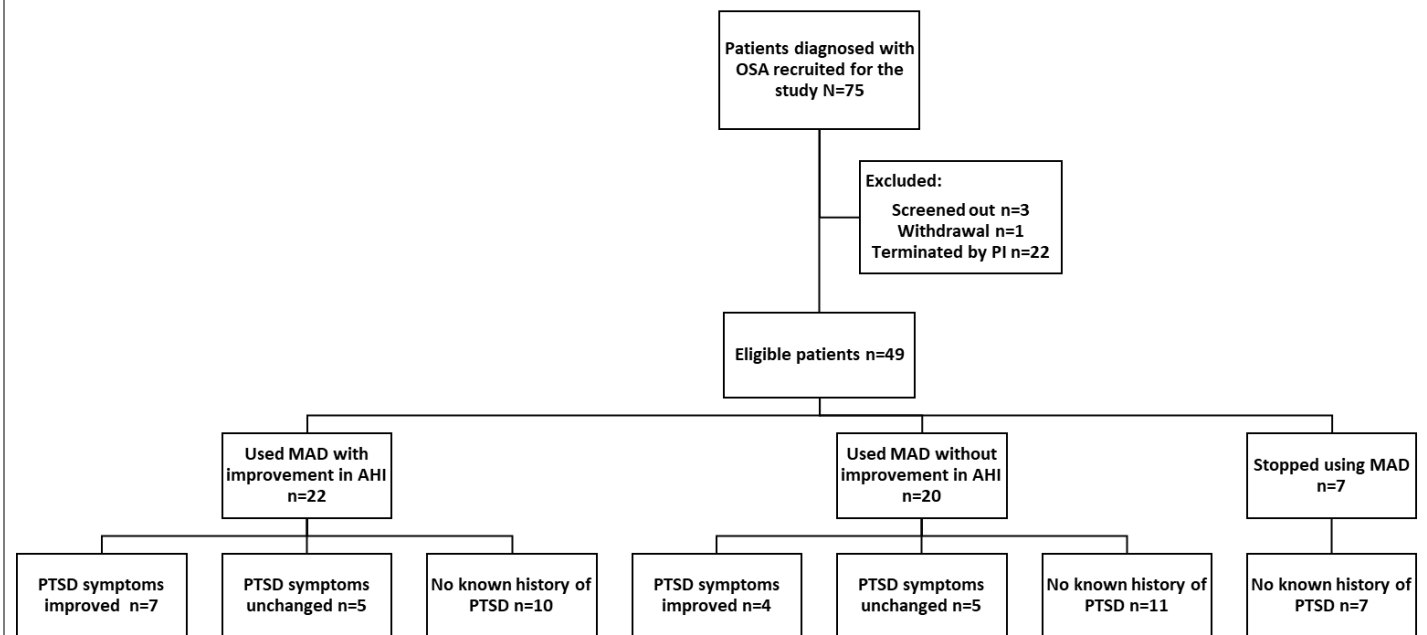 Patients diagnosed with
OSA recruited for the
study N=75
Excluded:
Screened out n=3
Withdrawal n=1
Terminated by PI n=22
Eligible patients n=49
Used MAD with
improvement in AHI
n=22
Used MAD without
improvement in AHI
n=20
Stopped using MAD
n=7
PTSD symptoms
improved n=7
PTSD symptoms
unchanged n=5
No known history of
PTSD n=10
PTSD symptoms
improved n=4
PTSD symptoms
unchanged n=5
No known history of
PTSD n=11
No known history of
PTSD n=7